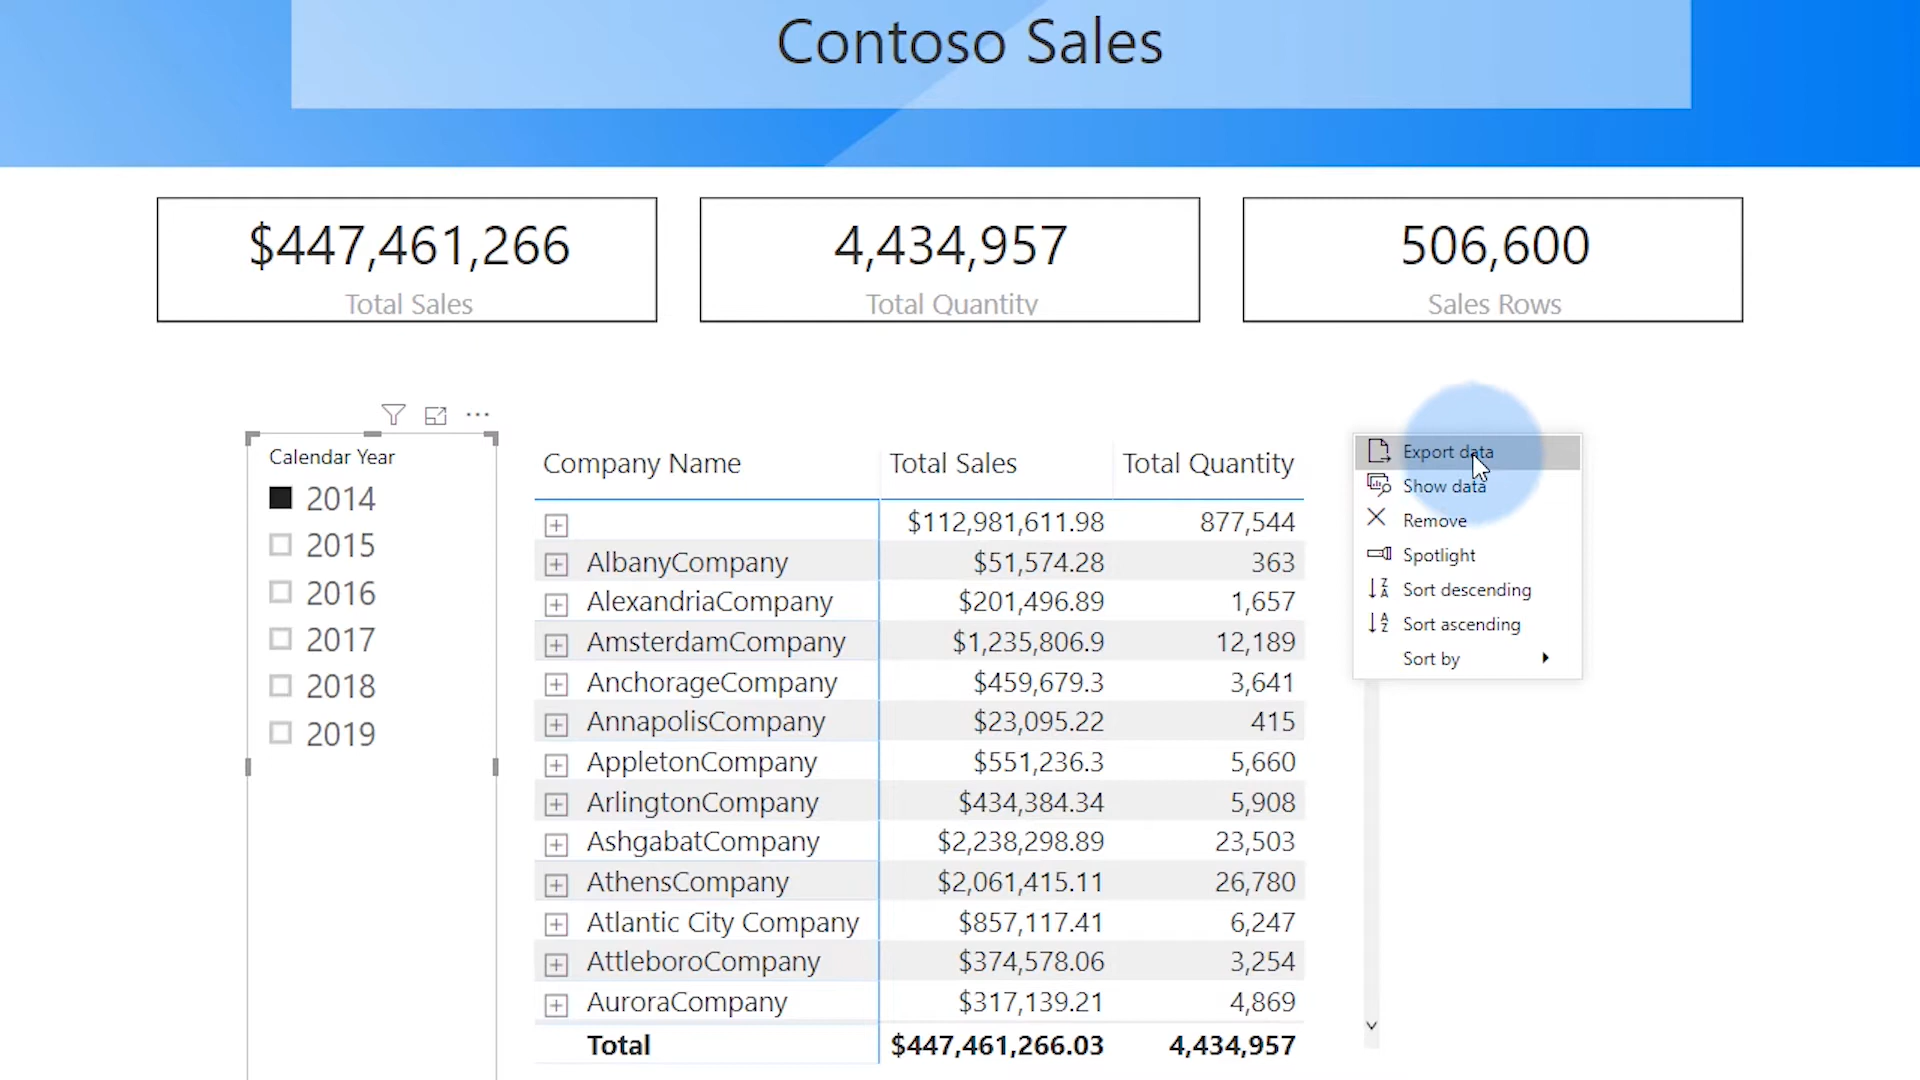 Contoso Sales
$447,461,266
Total Sales
4,434,957
Total Quantity
506,600
Sales Rows
Calendar Year
2014
2015
2016
2017
2018
2019
Company Name Total Sales Total Quantity
$112,981,611.98 877,544
AlbanyCompany $51,574.28 363
AlexandriaCompany $201,496.89 1,657
AmsterdamCompany $1,235,806.9 12,189
AnchorageCompany $459,679.3 3,641
AnnapolisCompany $23,095.22 415
AppletonCompany $551,236.3 5,660
ArlingtonCompany $434,384.34 5,908
AshgabatCompany $2,238,298.89 23,503
AthensCompany $2,061,415.11 26,780
Atlantic City Company $857,117.41 6,247
AttleboroCompany $374,578.06 3,254
AuroraCompany $317,139.21 4,869
Total $447,461,266.03 4,434,957
Export data
Show data
Remove
Spotlight
Sort descending
Sort ascending
Sort by